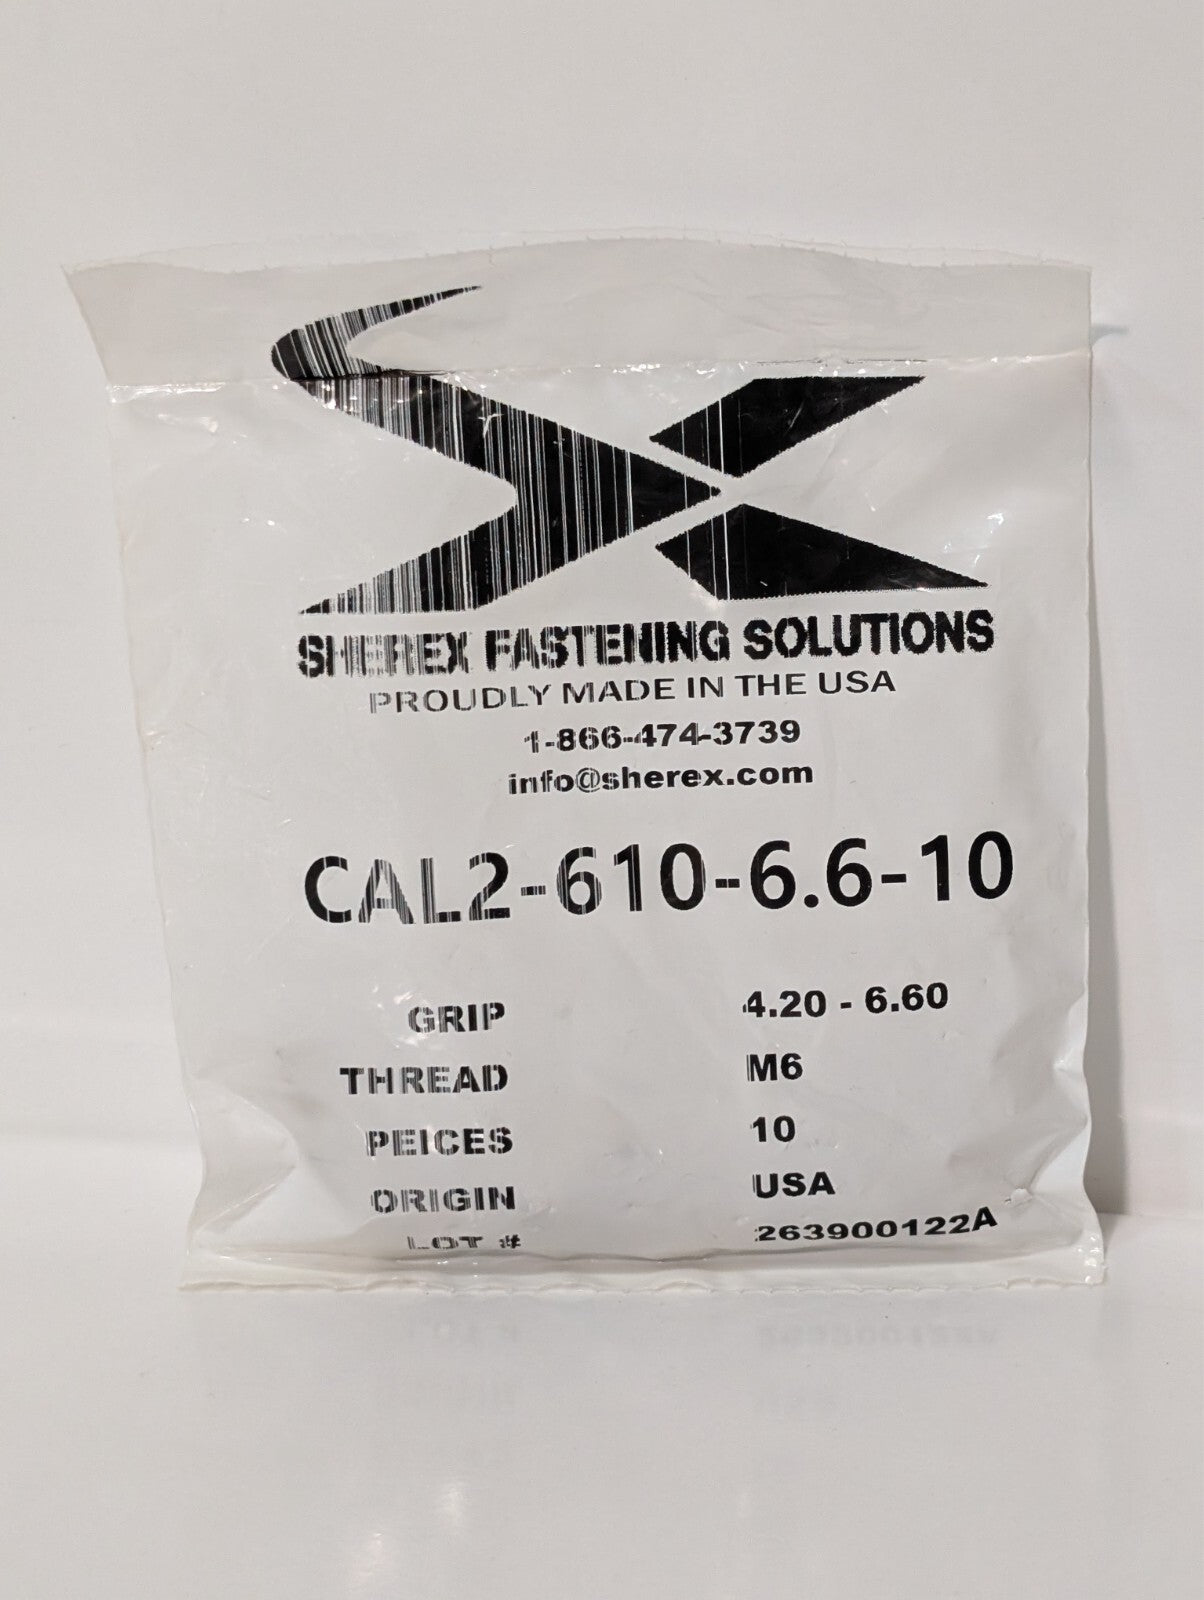 SHEREX FASTENING SOLUTIONS
PROUDLY MADE IN THE USA
1-866-474-3739
info@sherex.com
CAL2-610-6.6-10
GRIP 4.20 - 6.60
THREAD M6
PEICES 10
ORIGIN USA
LOT # 263900122A